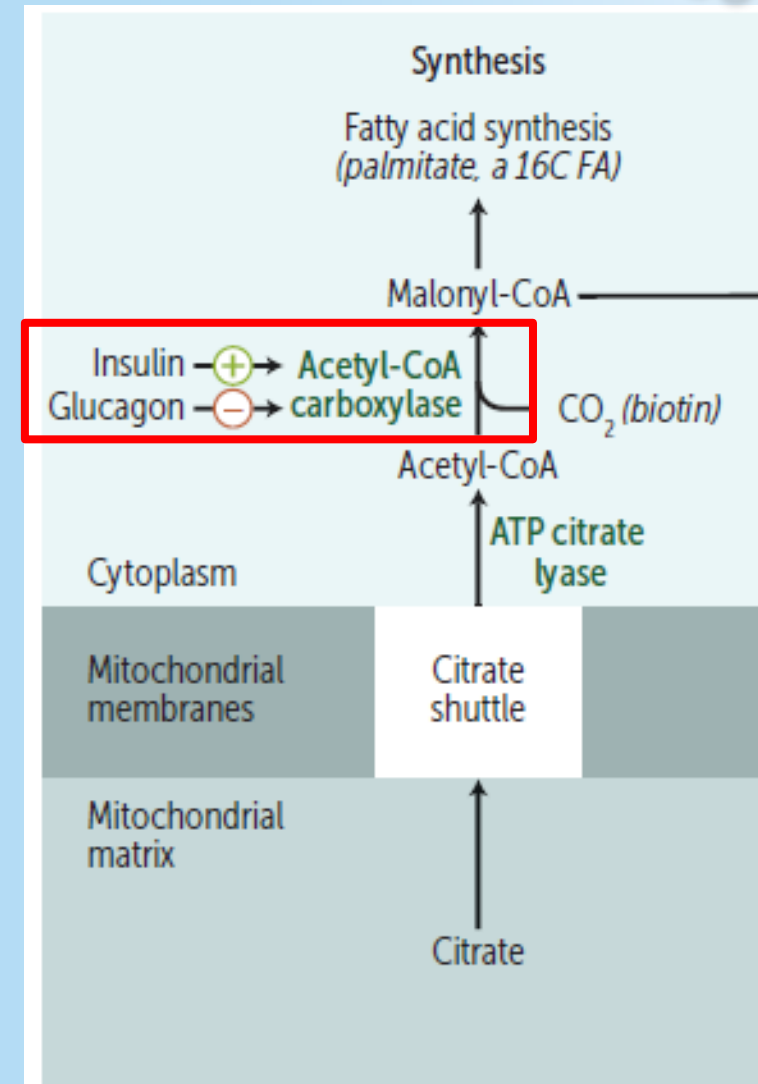 Synthesis
Fatty acid synthesis
(palmitate, a 16C FA)
Malonyl-CoA
Insulin + Acetyl-CoA
Glucagon − carboxylase
CO2 (biotin)
Acetyl-CoA
ATP citrate
lyase
Cytoplasm
Mitochondrial
membranes
Citrate
shuttle
Mitochondrial
matrix
Citrate